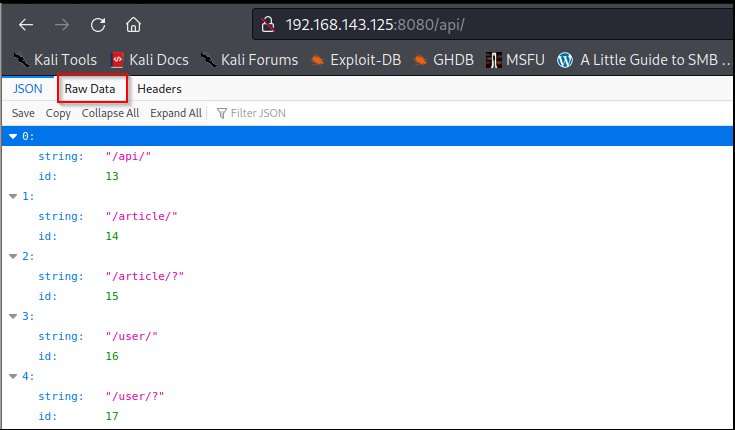 192.168.143.125:8080/api/
Kali Tools Kali Docs Kali Forums Exploit-DB GHDB MSFU A Little Guide to SMB ...
JSON Raw Data Headers
Save Copy Collapse All Expand All Filter JSON
0:
string: "/api/"
id: 13
1:
string: "/article/"
id: 14
2:
string: "/article/?"
id: 15
3:
string: "/user/"
id: 16
4:
string: "/user/?"
id: 17